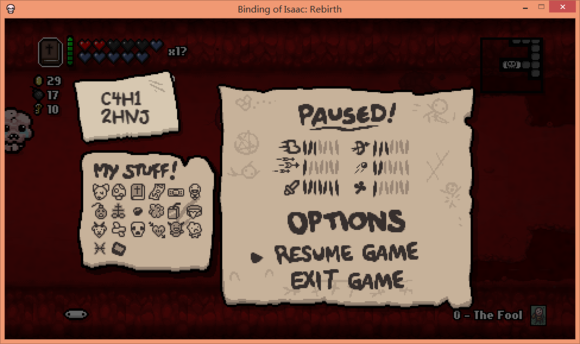 Binding of Isaac: Rebirth
x1?
29
17
10
C4H1
2HNJ
MY STUFF!
PAUSED!
OPTIONS
RESUME GAME
EXIT GAME
0 - The Fool